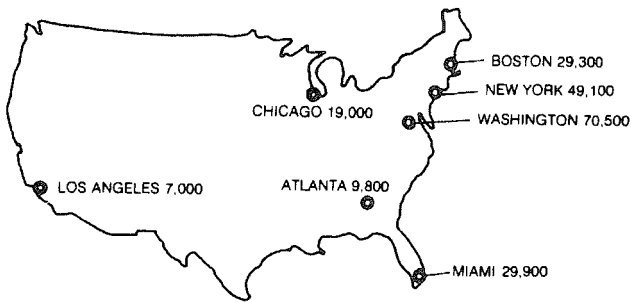 BOSTON 29,300
NEW YORK 49,100
CHICAGO 19,000
WASHINGTON 70,500
LOS ANGELES 7,000
ATLANTA 9,800
MIAMI 29,900